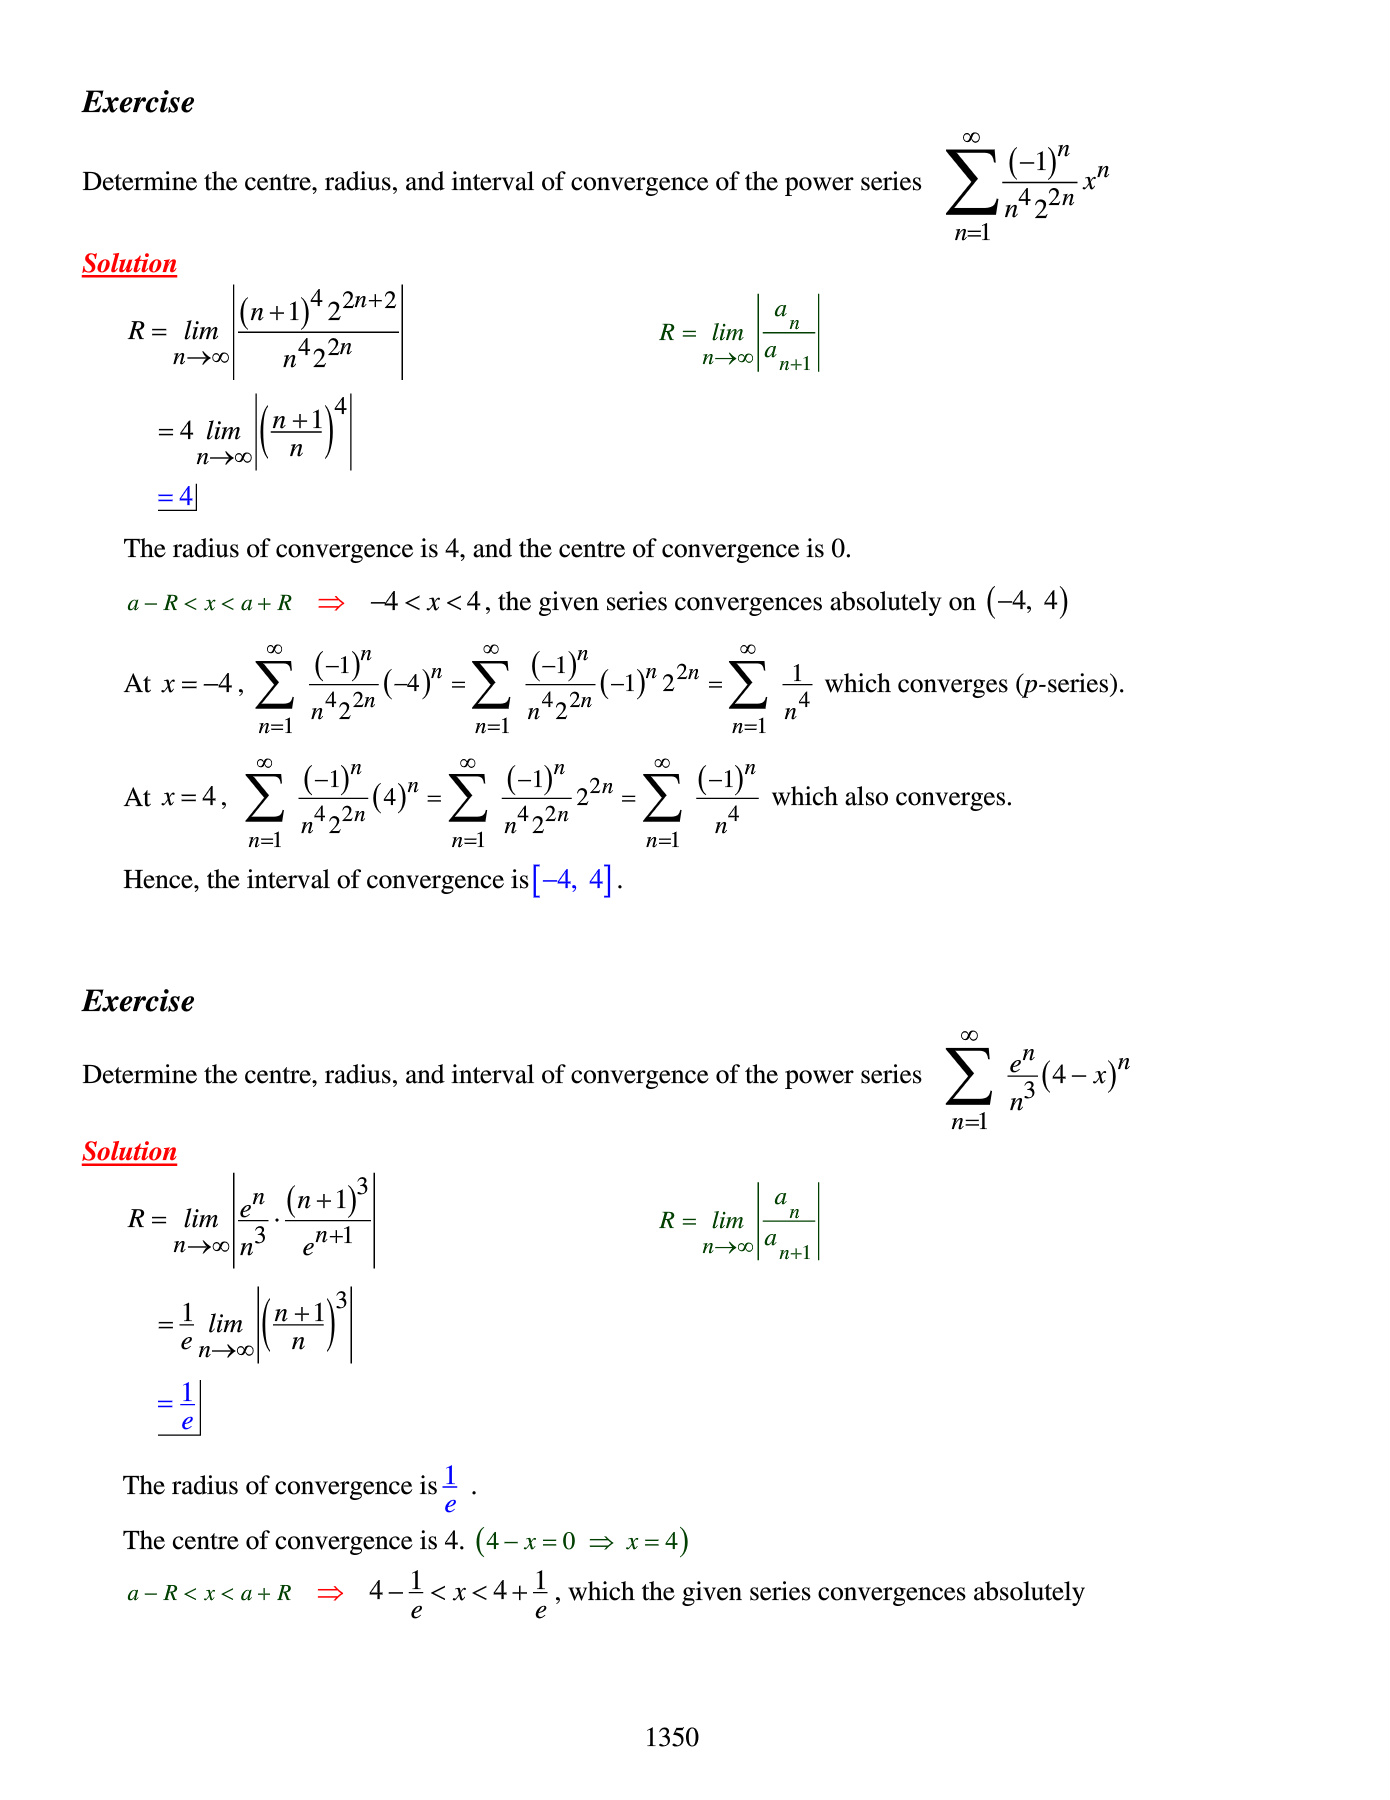 Exercise
Determine the centre, radius, and interval of convergence of the power series $\sum_{n=1}^{\infty} \frac{(-1)^n}{n^4 2^{2n}} x^n$
Solution
$R = \lim_{n\to\infty} \left| \frac{(n+1)^4 2^{2n+2}}{n^4 2^{2n}} \right|$ $R = \lim_{n\to\infty} \left| \frac{a_n}{a_{n+1}} \right|$
$= 4 \lim_{n\to\infty} \left| \left( \frac{n+1}{n} \right)^4 \right|$
$= 4$
The radius of convergence is 4, and the centre of convergence is 0.
$a - R < x < a + R$ $\Rightarrow$ $-4 < x < 4$, the given series convergences absolutely on $(-4, 4)$
At $x = -4$, $\sum_{n=1}^{\infty} \frac{(-1)^n}{n^4 2^{2n}} (-4)^n = \sum_{n=1}^{\infty} \frac{(-1)^n}{n^4 2^{2n}} (-1)^n 2^{2n} = \sum_{n=1}^{\infty} \frac{1}{n^4}$ which converges (p-series).
At $x = 4$, $\sum_{n=1}^{\infty} \frac{(-1)^n}{n^4 2^{2n}} (4)^n = \sum_{n=1}^{\infty} \frac{(-1)^n}{n^4 2^{2n}} 2^{2n} = \sum_{n=1}^{\infty} \frac{(-1)^n}{n^4}$ which also converges.
Hence, the interval of convergence is $[-4, 4]$.
Exercise
Determine the centre, radius, and interval of convergence of the power series $\sum_{n=1}^{\infty} \frac{e^n}{n^3} (4 - x)^n$
Solution
$R = \lim_{n\to\infty} \left| \frac{e^n}{n^3} \cdot \frac{(n+1)^3}{e^{n+1}} \right|$ $R = \lim_{n\to\infty} \left| \frac{a_n}{a_{n+1}} \right|$
$= \frac{1}{e} \lim_{n\to\infty} \left| \left( \frac{n+1}{n} \right)^3 \right|$
$= \frac{1}{e}$
The radius of convergence is $\frac{1}{e}$ .
The centre of convergence is 4. $(4 - x = 0 \Rightarrow x = 4)$
$a - R < x < a + R$ $\Rightarrow$ $4 - \frac{1}{e} < x < 4 + \frac{1}{e}$, which the given series convergences absolutely
1350